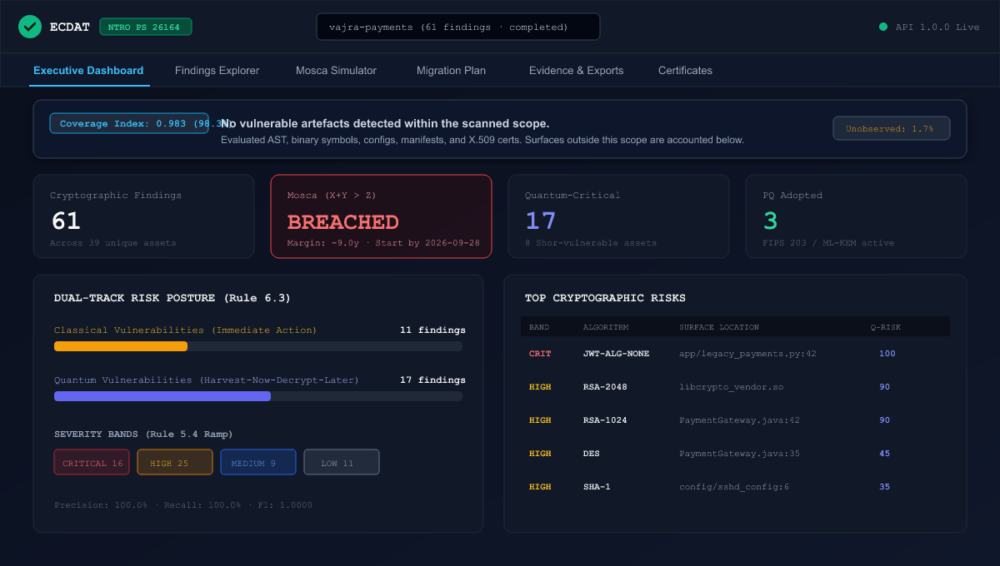 ECDAT
NTRO PS 26164
vajra-payments (61 findings · completed)
API 1.0.0 Live
Executive Dashboard
Findings Explorer
Mosca Simulator
Migration Plan
Evidence & Exports
Certificates
Coverage Index: 0.983 (98.3
No vulnerable artefacts detected within the scanned scope.
Evaluated AST, binary symbols, configs, manifests, and X.509 certs. Surfaces outside this scope are accounted below.
Unobserved: 1.7%
Cryptographic Findings
61
Across 39 unique assets
Mosca (X+Y > Z)
BREACHED
Margin: -9.0y · Start by 2026-09-28
Quantum-Critical
17
8 Shor-vulnerable assets
PQ Adopted
3
FIPS 203 / ML-KEM active
DUAL-TRACK RISK POSTURE (Rule 6.3)
Classical Vulnerabilities (Immediate Action) 11 findings
Quantum Vulnerabilities (Harvest-Now-Decrypt-Later) 17 findings
SEVERITY BANDS (Rule 5.4 Ramp)
CRITICAL 16
HIGH 25
MEDIUM 9
LOW 11
Precision: 100.0% · Recall: 100.0% · F1: 1.0000
TOP CRYPTOGRAPHIC RISKS
BAND ALGORITHM SURFACE LOCATION Q-RISK
CRIT JWT-ALG-NONE app/legacy_payments.py:42 100
HIGH RSA-2048 libcrypto_vendor.so 90
HIGH RSA-1024 PaymentGateway.java:42 90
HIGH DES PaymentGateway.java:35 45
HIGH SHA-1 config/sshd_config:6 35